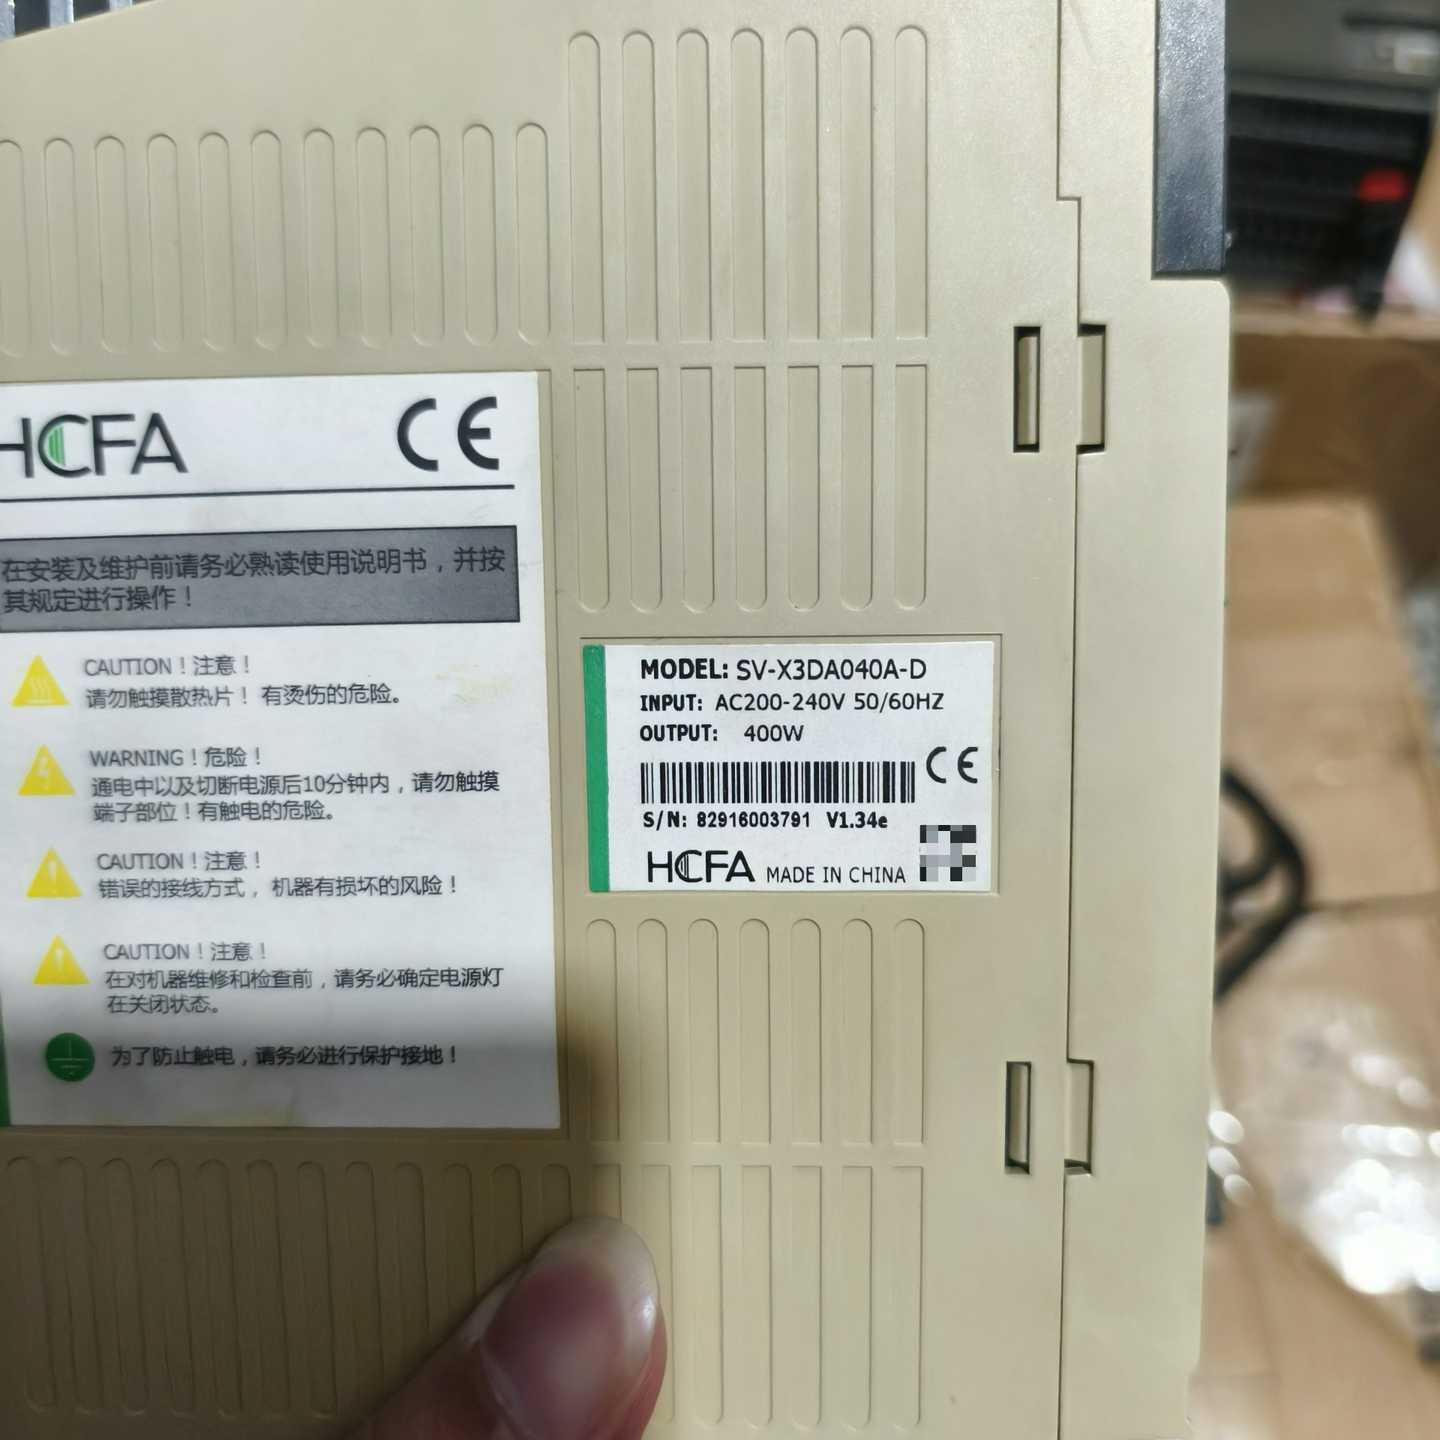 HCFA CE
在安装及维护前请务必熟读使用说明书，并按
其规定进行操作！
CAUTION！注意！
请勿触摸散热片！有烫伤的危险。
WARNING！危险！
通电中以及切断电源后10分钟内，请勿触摸
端子部位！有触电的危险。
CAUTION！注意！
错误的接线方式，机器有损坏的风险！
CAUTION！注意！
在对机器维修和检查前，请务必确定电源灯
在关闭状态。
为了防止触电，请务必进行保护接地！
MODEL: SV-X3DA040A-D
INPUT: AC200-240V 50/60HZ
OUTPUT: 400W
CE
S/N: 82916003791 V1.34e
HCFA MADE IN CHINA